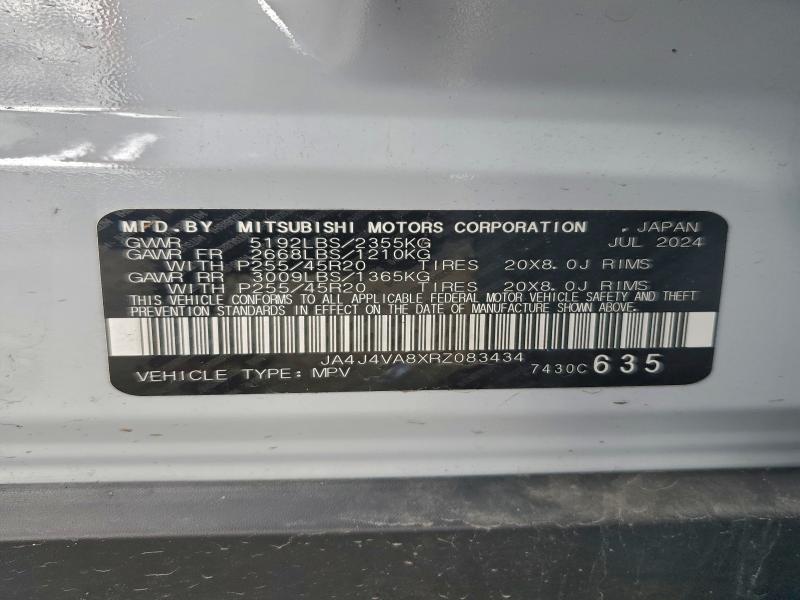 MFD.BY MITSUBISHI MOTORS CORPORATION , JAPAN
GVWR 5192LBS/2355KG JUL 2024
GAWR FR 2668LBS/1210KG
WITH P255/45R20 TIRES 20X8.0J RIMS
GAWR RR 3009LBS/1365KG
WITH P255/45R20 TIRES 20X8.0J RIMS
THIS VEHICLE CONFORMS TO ALL APPLICABLE FEDERAL MOTOR VEHICLE SAFETY AND THEFT
PREVENTION STANDARDS IN EFFECT ON THE DATE OF MANUFACTURE SHOWN ABOVE.
JA4J4VA8XRZ083434
VEHICLE TYPE: MPV 7430C 635